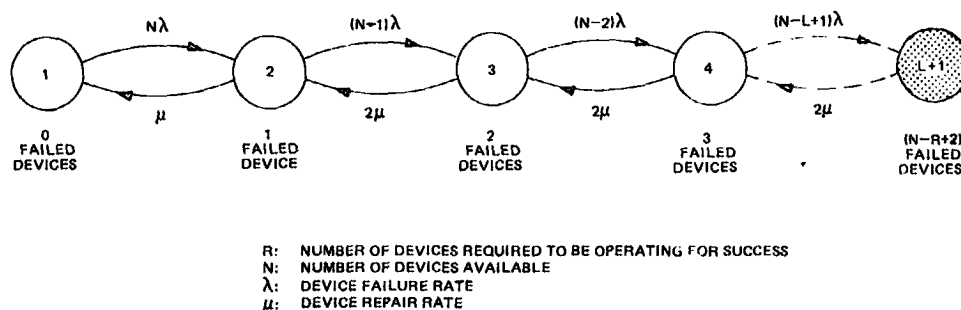 Nλ
(N-1)λ
(N-2)λ
(N-L+1)λ
1
2
3
4
L+1
μ
2μ
2μ
2μ
0
FAILED
DEVICES
1
FAILED
DEVICE
2
FAILED
DEVICES
3
FAILED
DEVICES
(N-R+2)
FAILED
DEVICES
R: NUMBER OF DEVICES REQUIRED TO BE OPERATING FOR SUCCESS
N: NUMBER OF DEVICES AVAILABLE
λ: DEVICE FAILURE RATE
μ: DEVICE REPAIR RATE